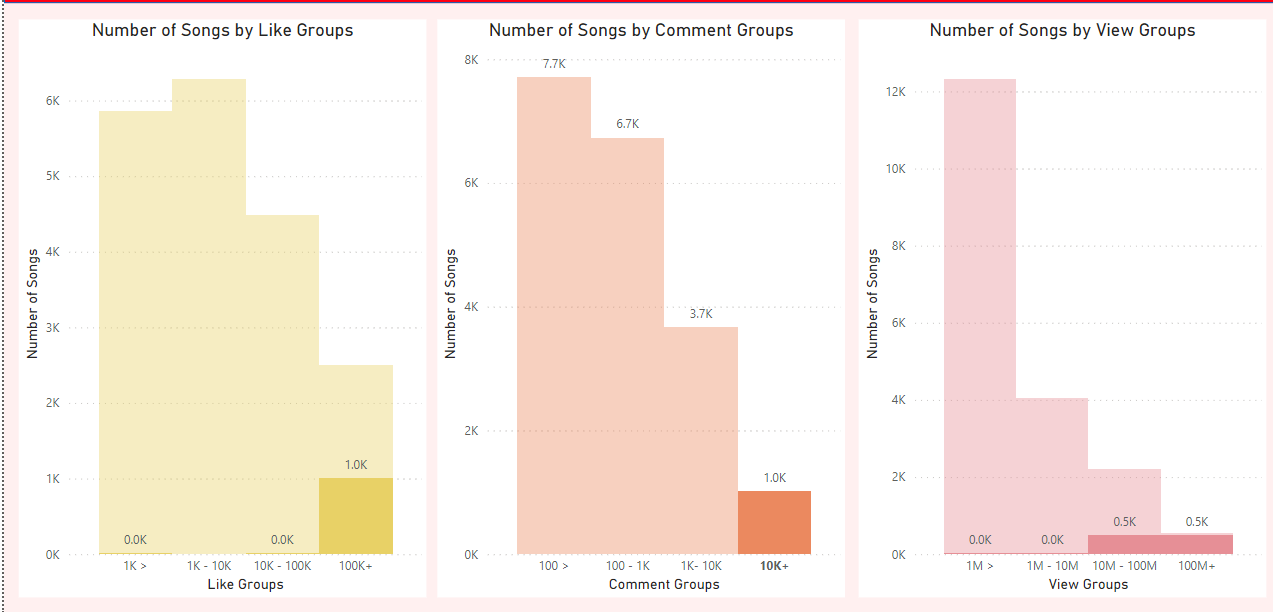 Number of Songs by Like Groups
6K
5K
4K
3K
2K
1K
0K
Number of Songs
0.0K
0.0K
1.0K
1K >
1K - 10K
10K - 100K
100K+
Like Groups
Number of Songs by Comment Groups
8K
6K
4K
2K
0K
Number of Songs
7.7K
6.7K
3.7K
1.0K
100 >
100 - 1K
1K- 10K
10K+
Comment Groups
Number of Songs by View Groups
12K
10K
8K
6K
4K
2K
0K
Number of Songs
0.0K
0.0K
0.5K
0.5K
1M >
1M - 10M
10M - 100M
100M+
View Groups